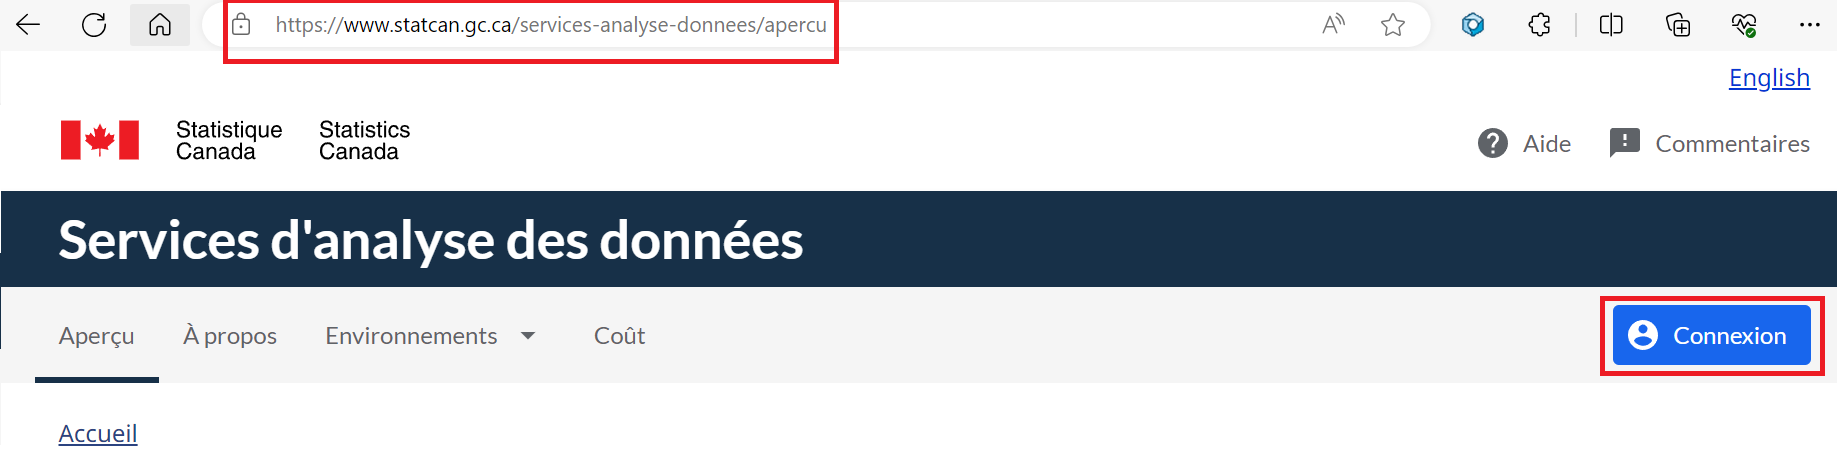 https://www.statcan.gc.ca/services-analyse-donnees/apercu
English
Statistique Canada
Statistics Canada
Aide
Commentaires
Services d'analyse des données
Aperçu
À propos
Environnements
Coût
Connexion
Accueil